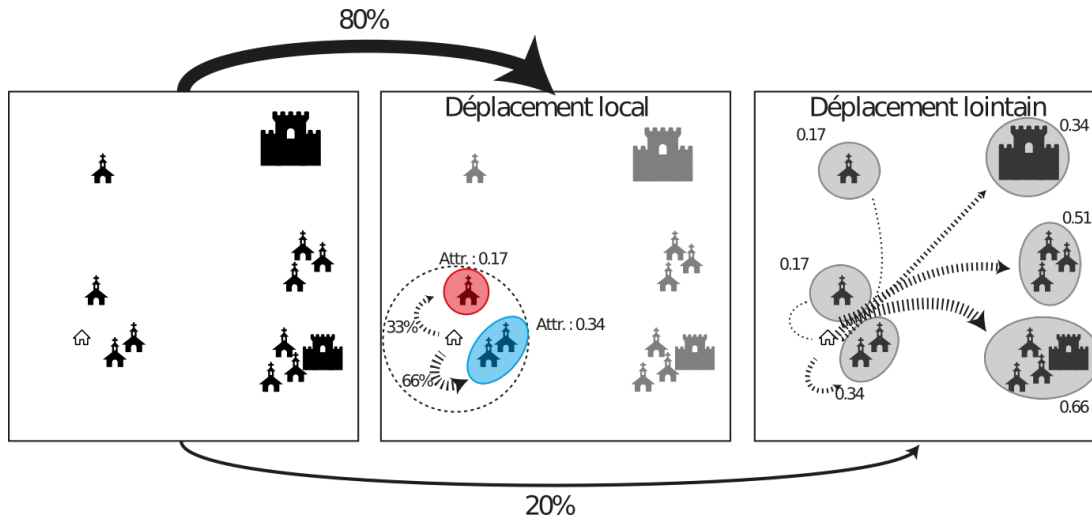 80%
Déplacement local
Déplacement lointain
0.17
0.34
Attr. : 0.17
0.51
0.17
33%
Attr. : 0.34
66%
0.34
0.66
20%